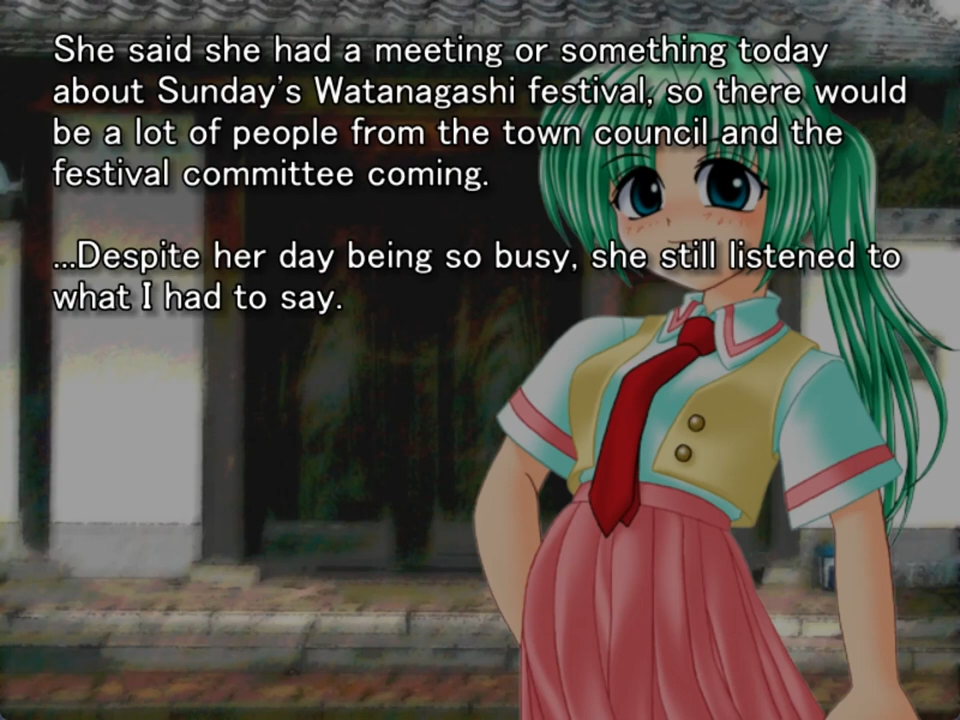 She said she had a meeting or something today
about Sunday's Watanagashi festival, so there would
be a lot of people from the town council and the
festival committee coming.
...Despite her day being so busy, she still listened to
what I had to say.